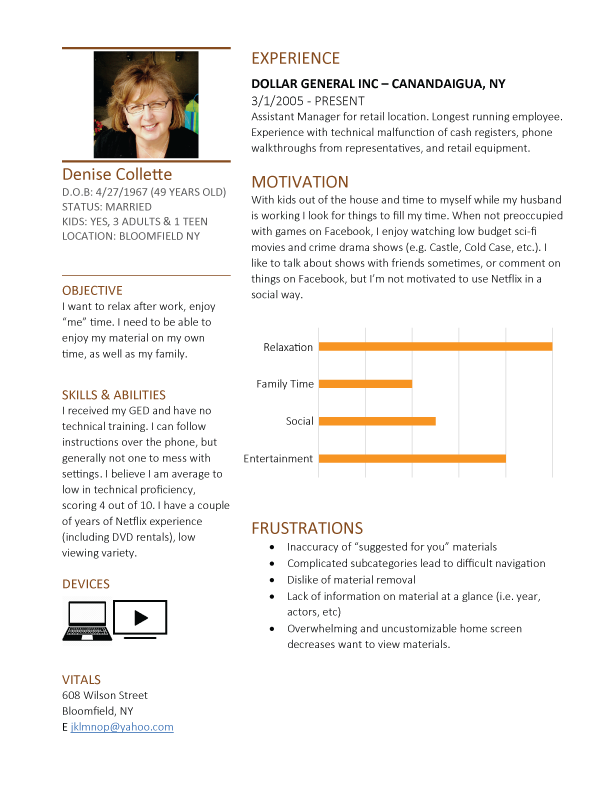 Denise Collette
D.O.B: 4/27/1967 (49 YEARS OLD)
STATUS: MARRIED
KIDS: YES, 3 ADULTS & 1 TEEN
LOCATION: BLOOMFIELD NY
OBJECTIVE
I want to relax after work, enjoy
“me” time. I need to be able to
enjoy my material on my own
time, as well as my family.
SKILLS & ABILITIES
I received my GED and have no
technical training. I can follow
instructions over the phone, but
generally not one to mess with
settings. I believe I am average to
low in technical proficiency,
scoring 4 out of 10. I have a couple
of years of Netflix experience
(including DVD rentals), low
viewing variety.
DEVICES
VITALS
608 Wilson Street
Bloomfield, NY
E jklmnop@yahoo.com
EXPERIENCE
DOLLAR GENERAL INC – CANANDAIGUA, NY
3/1/2005 - PRESENT
Assistant Manager for retail location. Longest running employee.
Experience with technical malfunction of cash registers, phone
walkthroughs from representatives, and retail equipment.
MOTIVATION
With kids out of the house and time to myself while my husband
is working I look for things to fill my time. When not preoccupied
with games on Facebook, I enjoy watching low budget sci-fi
movies and crime drama shows (e.g. Castle, Cold Case, etc.). I
like to talk about shows with friends sometimes, or comment on
things on Facebook, but I’m not motivated to use Netflix in a
social way.
Relaxation
Family Time
Social
Entertainment
FRUSTRATIONS
• Inaccuracy of “suggested for you” materials
• Complicated subcategories lead to difficult navigation
• Dislike of material removal
• Lack of information on material at a glance (i.e. year,
actors, etc)
• Overwhelming and uncustomizable home screen
decreases want to view materials.